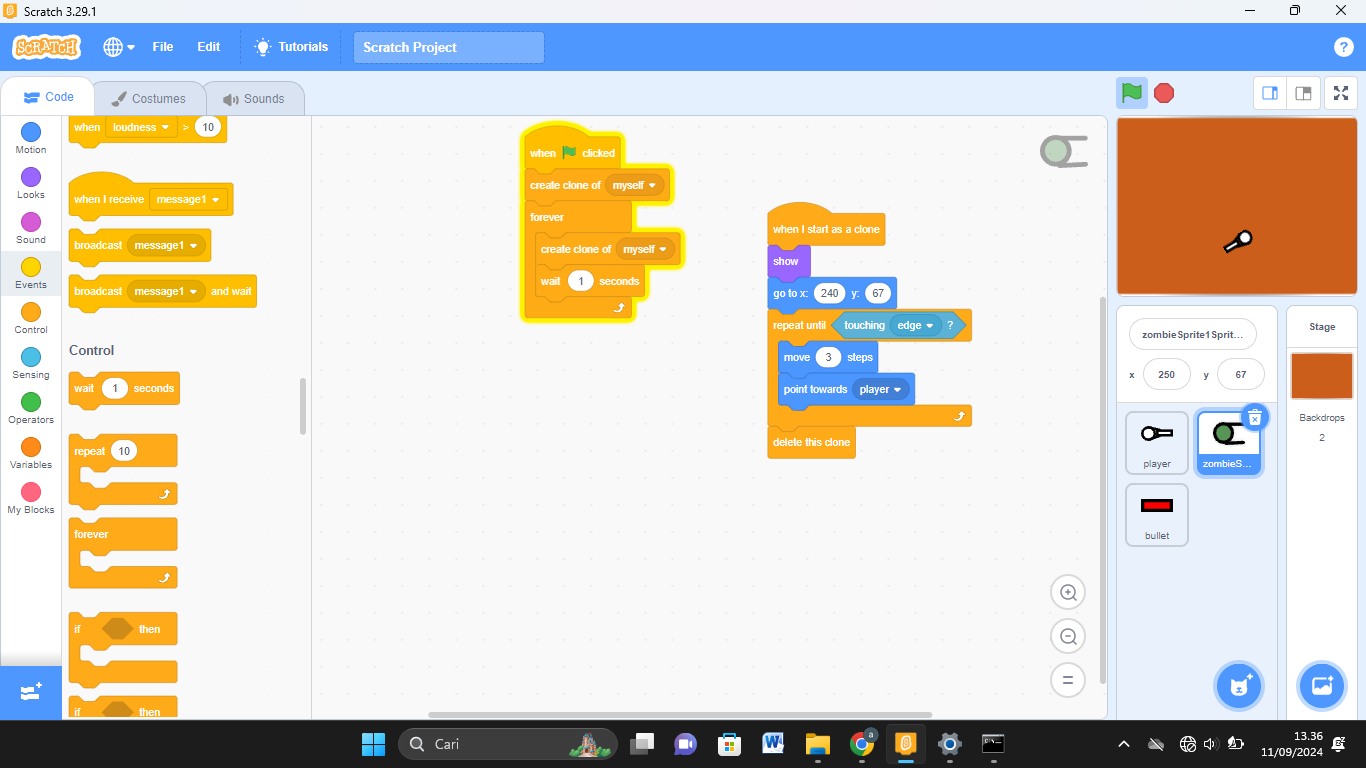 Scratch 3.29.1
SCRATCH
File
Edit
Tutorials
Scratch Project
?
Code
Costumes
Sounds
Motion
Looks
Sound
Events
Control
Sensing
Operators
Variables
My Blocks
when loudness > 10
when I receive message1
broadcast message1
broadcast message1 and wait
Control
wait 1 seconds
repeat 10
forever
if then
if then
when clicked
create clone of myself
forever
create clone of myself
wait 1 seconds
when I start as a clone
show
go to x: 240 y: 67
repeat until touching edge ?
move 3 steps
point towards player
delete this clone
zombieSprite1Sprit...
x 250 y 67
player
zombieS...
bullet
Stage
Backdrops
2
Cari
a
13.36
11/09/2024